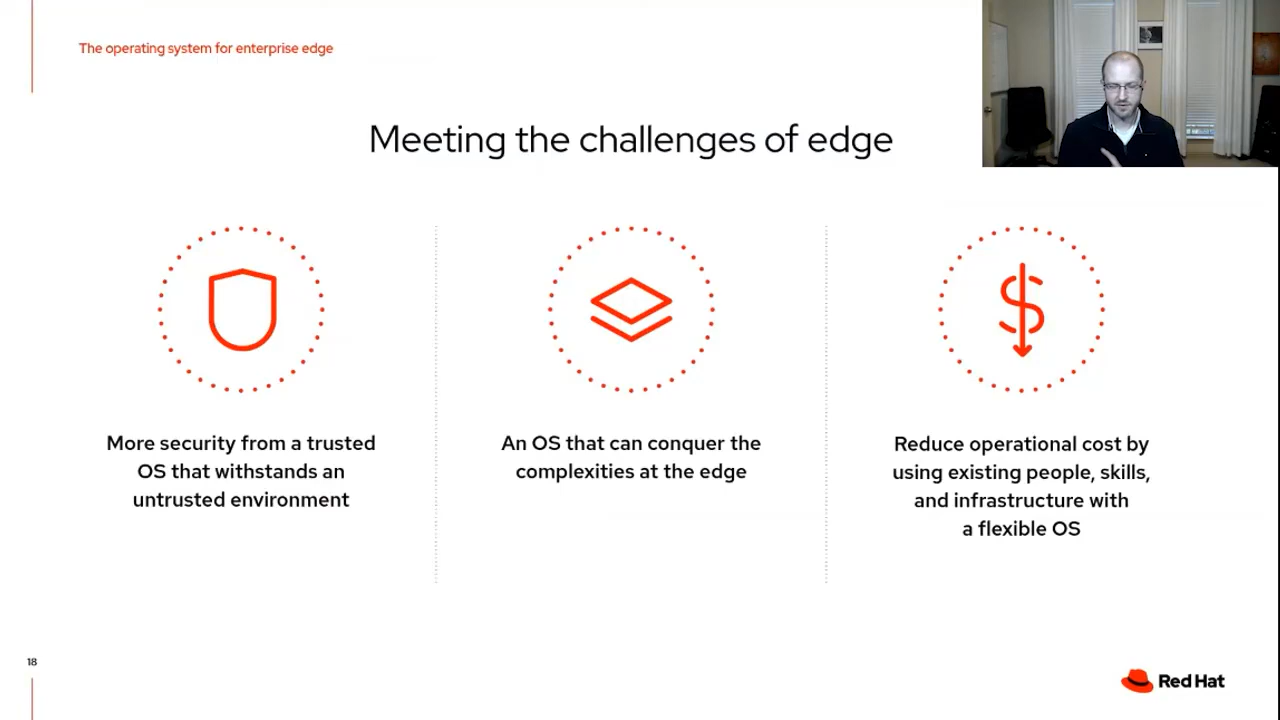 The operating system for enterprise edge
Meeting the challenges of edge
More security from a trusted
OS that withstands an
untrusted environment
An OS that can conquer the
complexities at the edge
Reduce operational cost by
using existing people, skills,
and infrastructure with
a flexible OS
18
Red Hat